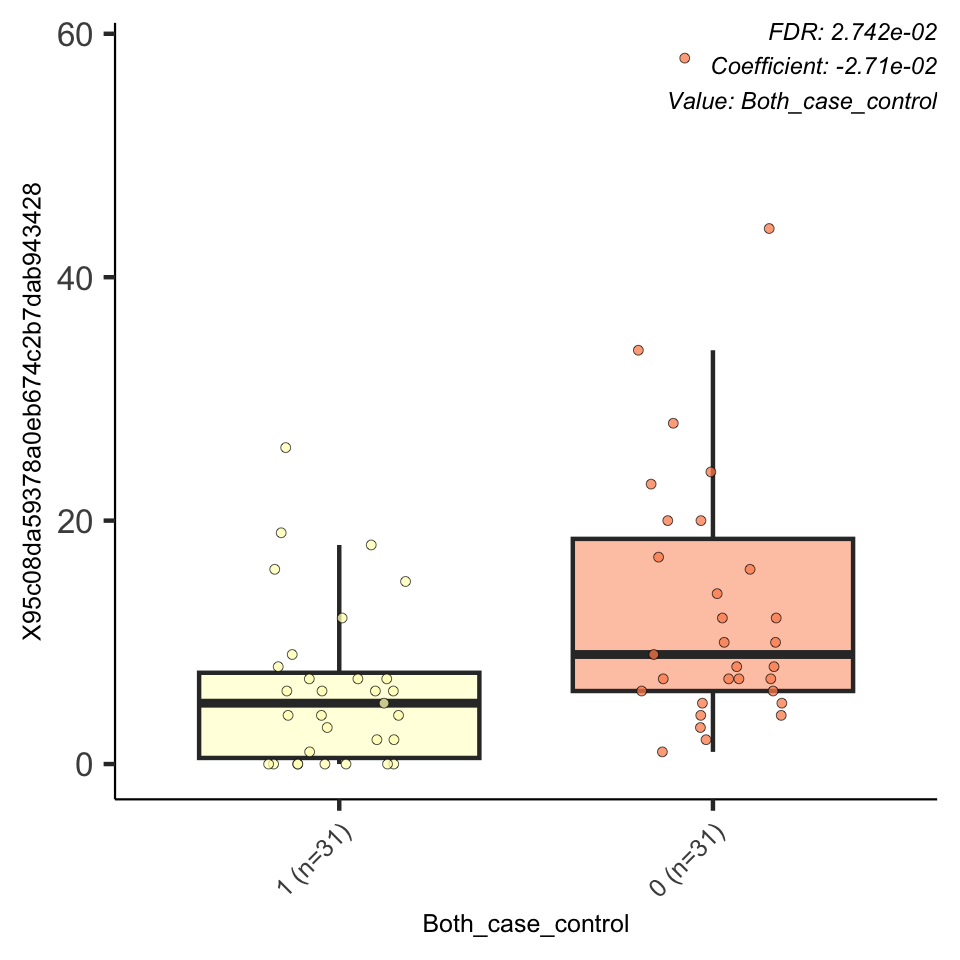 60
FDR: 2.742e-02
Coefficient: -2.71e-02
Value: Both_case_control
40
20
0
X95c08da59378a0eb674c2b7dab943428
1 (n=31)
0 (n=31)
Both_case_control